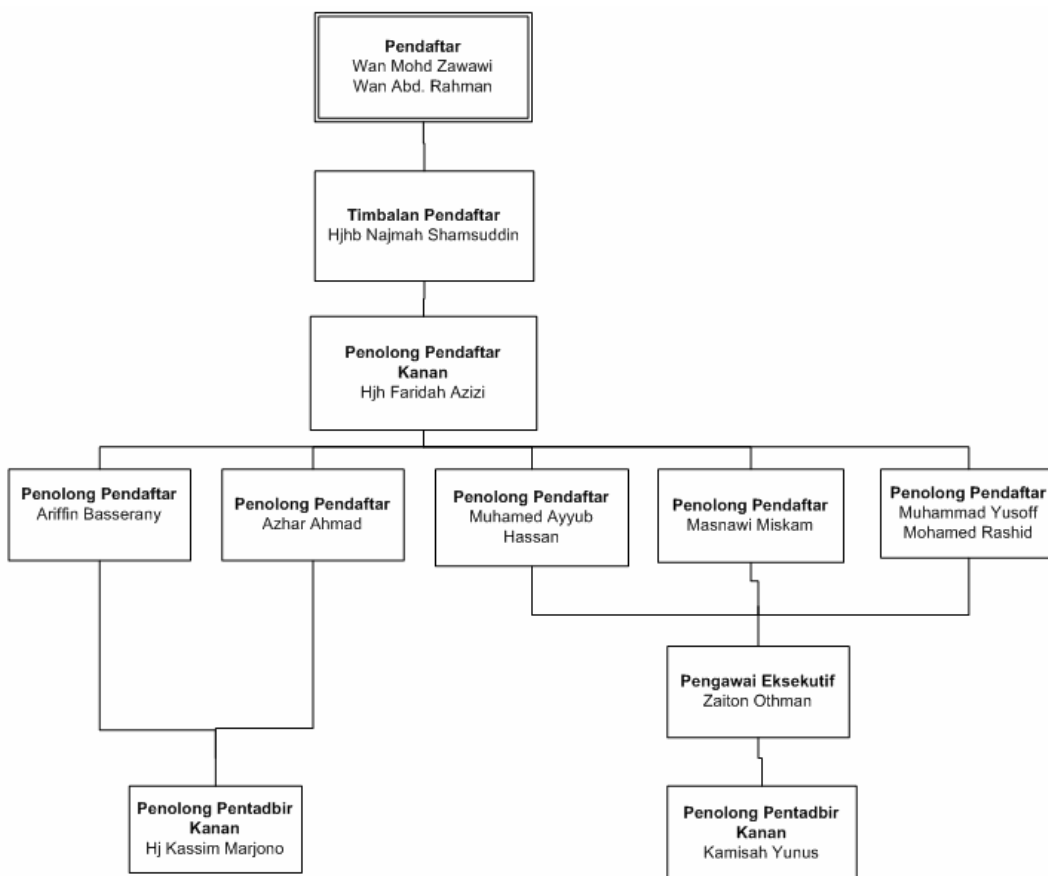 Pendaftar
Wan Mohd Zawawi
Wan Abd. Rahman
Timbalan Pendaftar
Hjhb Najmah Shamsuddin
Penolong Pendaftar
Kanan
Hjh Faridah Azizi
Penolong Pendaftar
Ariffin Basserany
Penolong Pendaftar
Azhar Ahmad
Penolong Pendaftar
Muhamed Ayyub
Hassan
Penolong Pendaftar
Masnawi Miskam
Penolong Pendaftar
Muhammad Yusoff
Mohamed Rashid
Pengawai Eksekutif
Zaiton Othman
Penolong Pentadbir
Kanan
Hj Kassim Marjono
Penolong Pentadbir
Kanan
Kamisah Yunus